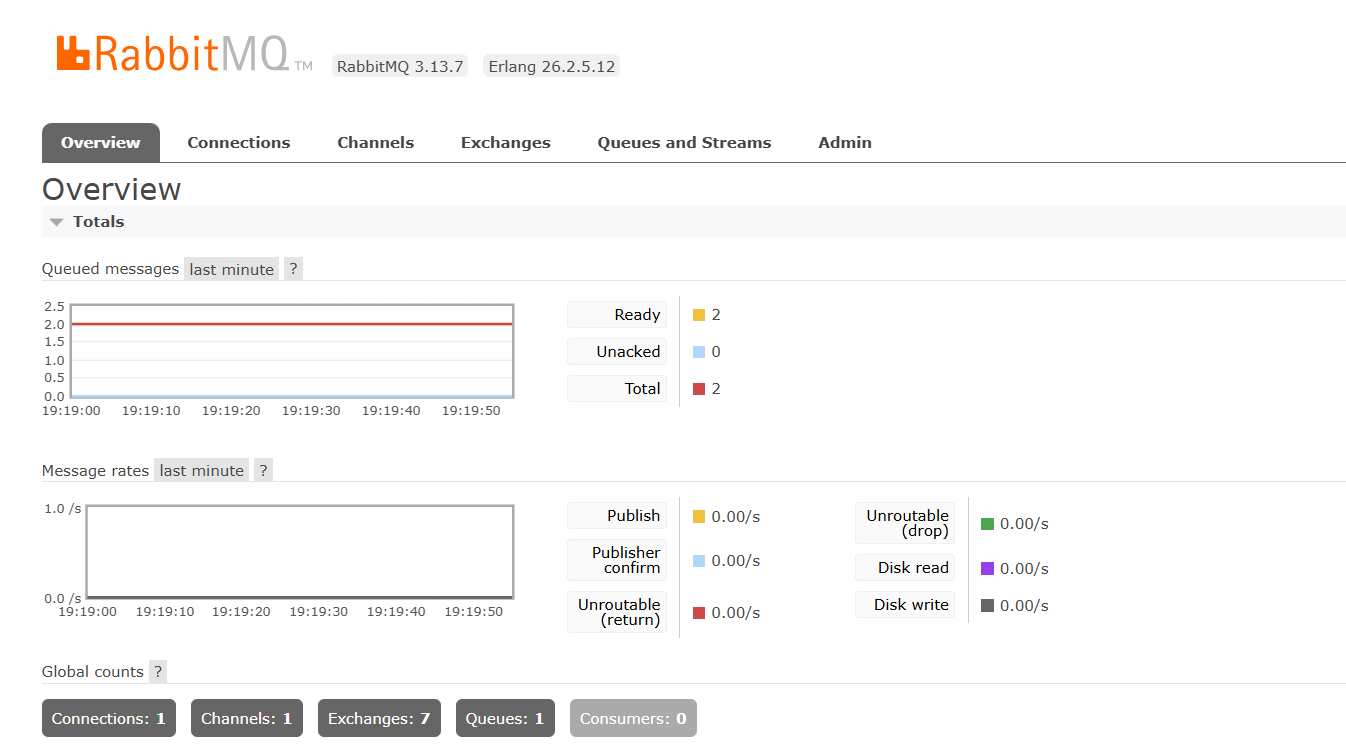 RabbitMQ TM RabbitMQ 3.13.7 Erlang 26.2.5.12
Overview Connections Channels Exchanges Queues and Streams Admin
Overview
Totals
Queued messages last minute ?
2.5
2.0
1.5
1.0
0.5
0.0
19:19:00 19:19:10 19:19:20 19:19:30 19:19:40 19:19:50
Ready 2
Unacked 0
Total 2
Message rates last minute ?
1.0 /s
0.0 /s
19:19:00 19:19:10 19:19:20 19:19:30 19:19:40 19:19:50
Publish 0.00/s
Publisher
confirm 0.00/s
Unroutable
(return) 0.00/s
Unroutable
(drop) 0.00/s
Disk read 0.00/s
Disk write 0.00/s
Global counts ?
Connections: 1 Channels: 1 Exchanges: 7 Queues: 1 Consumers: 0